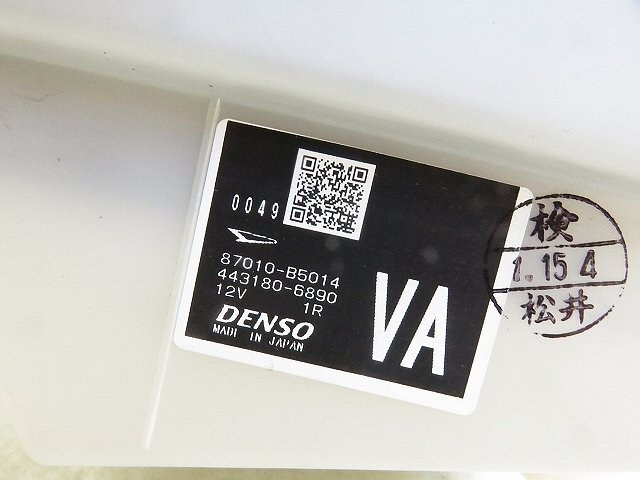 0049
87010-B5014
443180-6890
12V 1R
DENSO
MADE IN JAPAN
VA
検
1.15 4
松井